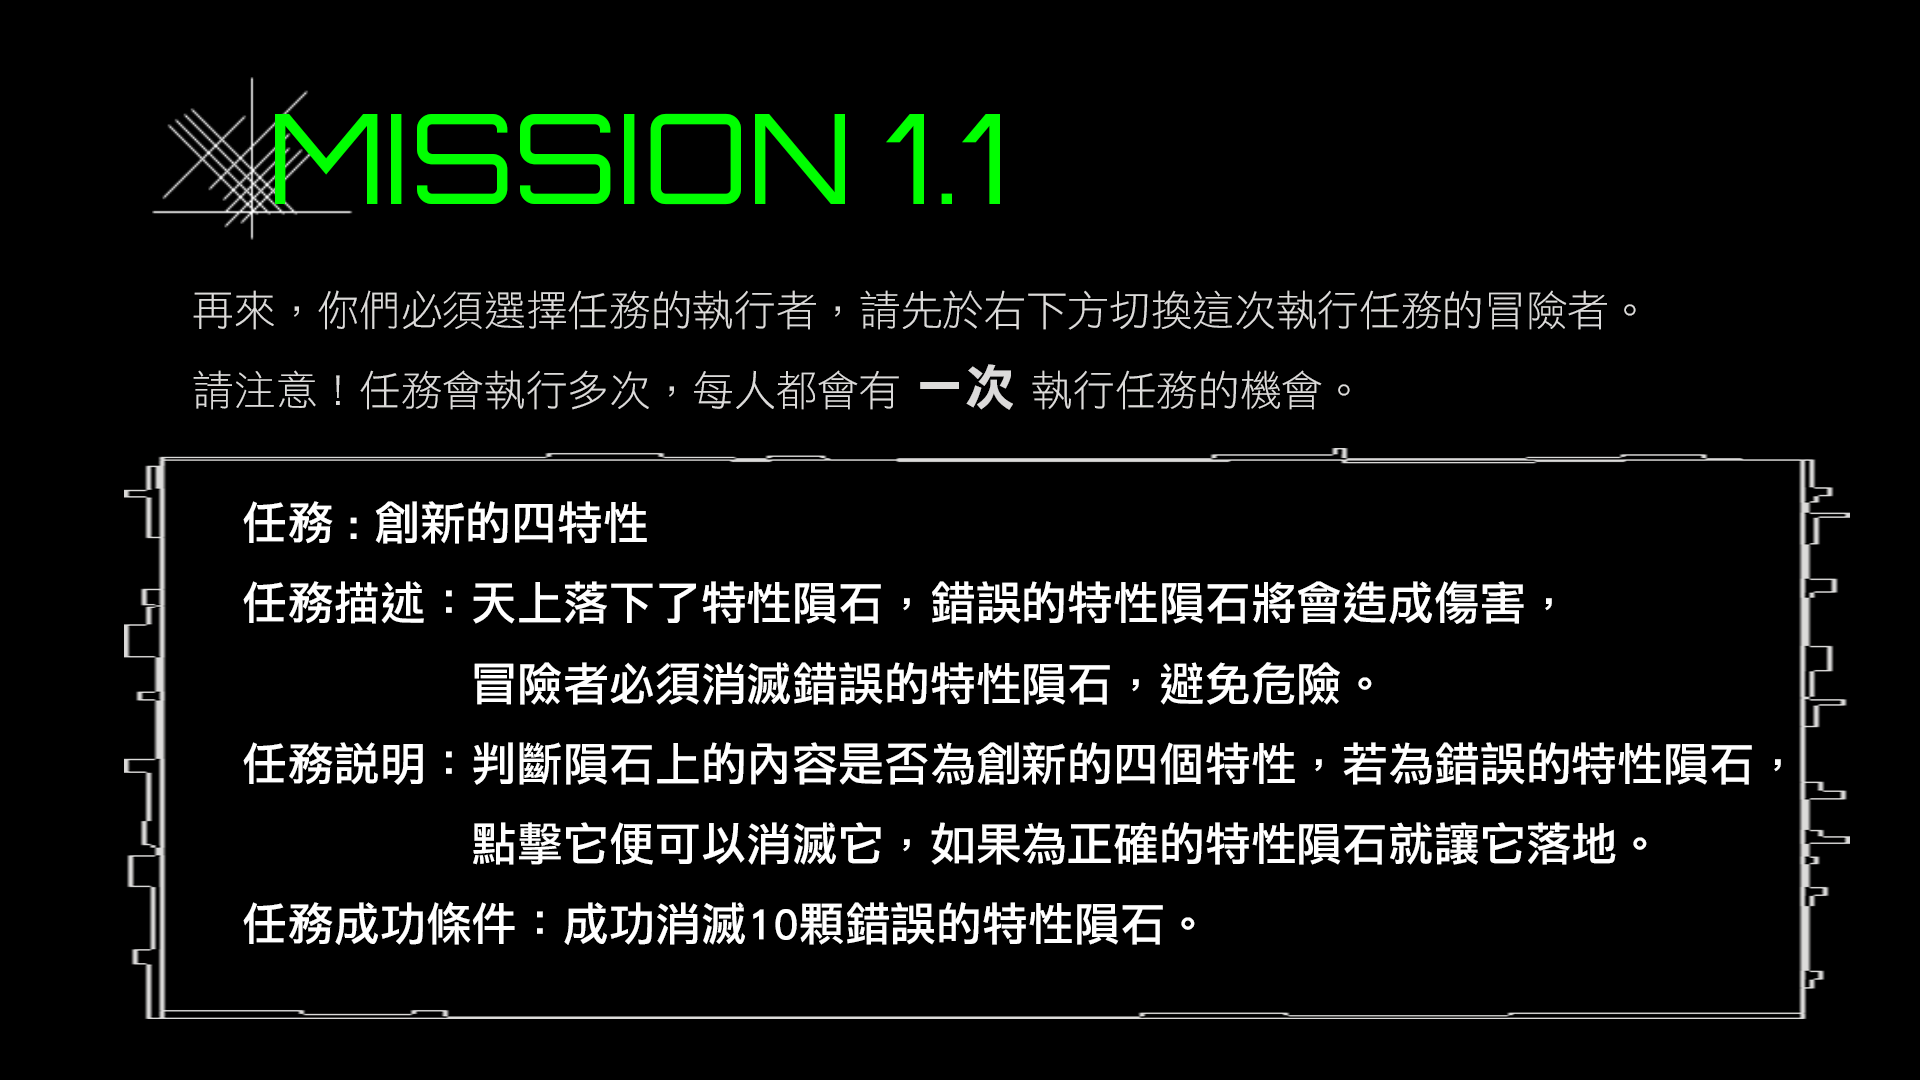 MISSION 1.1
再來，你們必須選擇任務的執行者，請先於右下方切換這次執行任務的冒險者。
請注意！任務會執行多次，每人都會有 一次 執行任務的機會。
任務 : 創新的四特性
任務描述：天上落下了特性隕石，錯誤的特性隕石將會造成傷害，
冒險者必須消滅錯誤的特性隕石，避免危險。
任務説明：判斷隕石上的內容是否為創新的四個特性，若為錯誤的特性隕石，
點擊它便可以消滅它，如果為正確的特性隕石就讓它落地。
任務成功條件：成功消滅10顆錯誤的特性隕石。